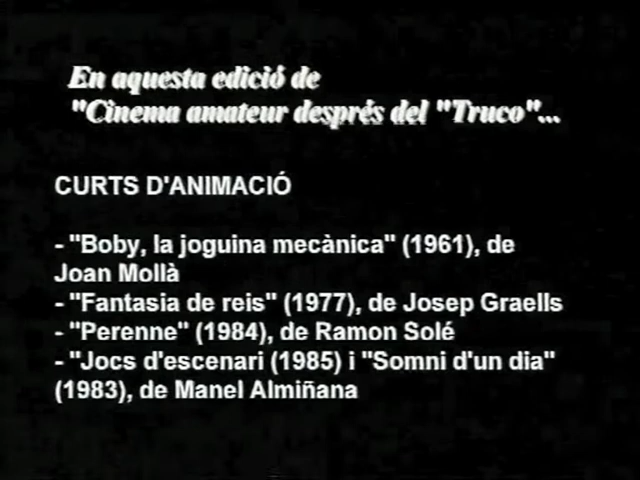 En aquesta edició de
"Cinema amateur després del "Truco"...
CURTS D'ANIMACIÓ
- "Boby, la joguina mecànica" (1961), de
Joan Mollà
- "Fantasia de reis" (1977), de Josep Graells
- "Perenne" (1984), de Ramon Solé
- "Jocs d'escenari (1985) i "Somni d'un dia"
(1983), de Manel Almiñana